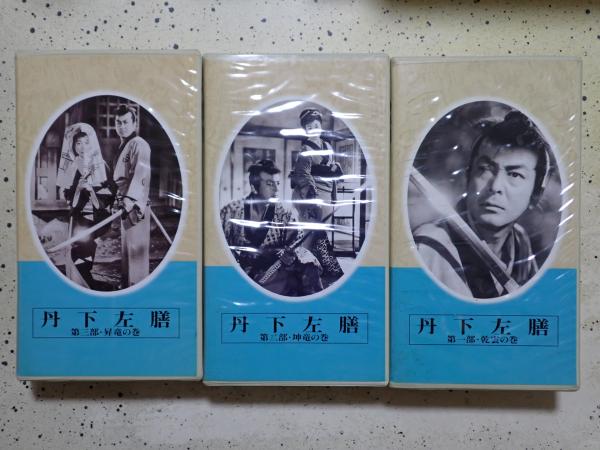 丹下左膳
第三部・昇竜の巻
丹下左膳
第二部・坤竜の巻
丹下左膳
第一部・乾雲の巻